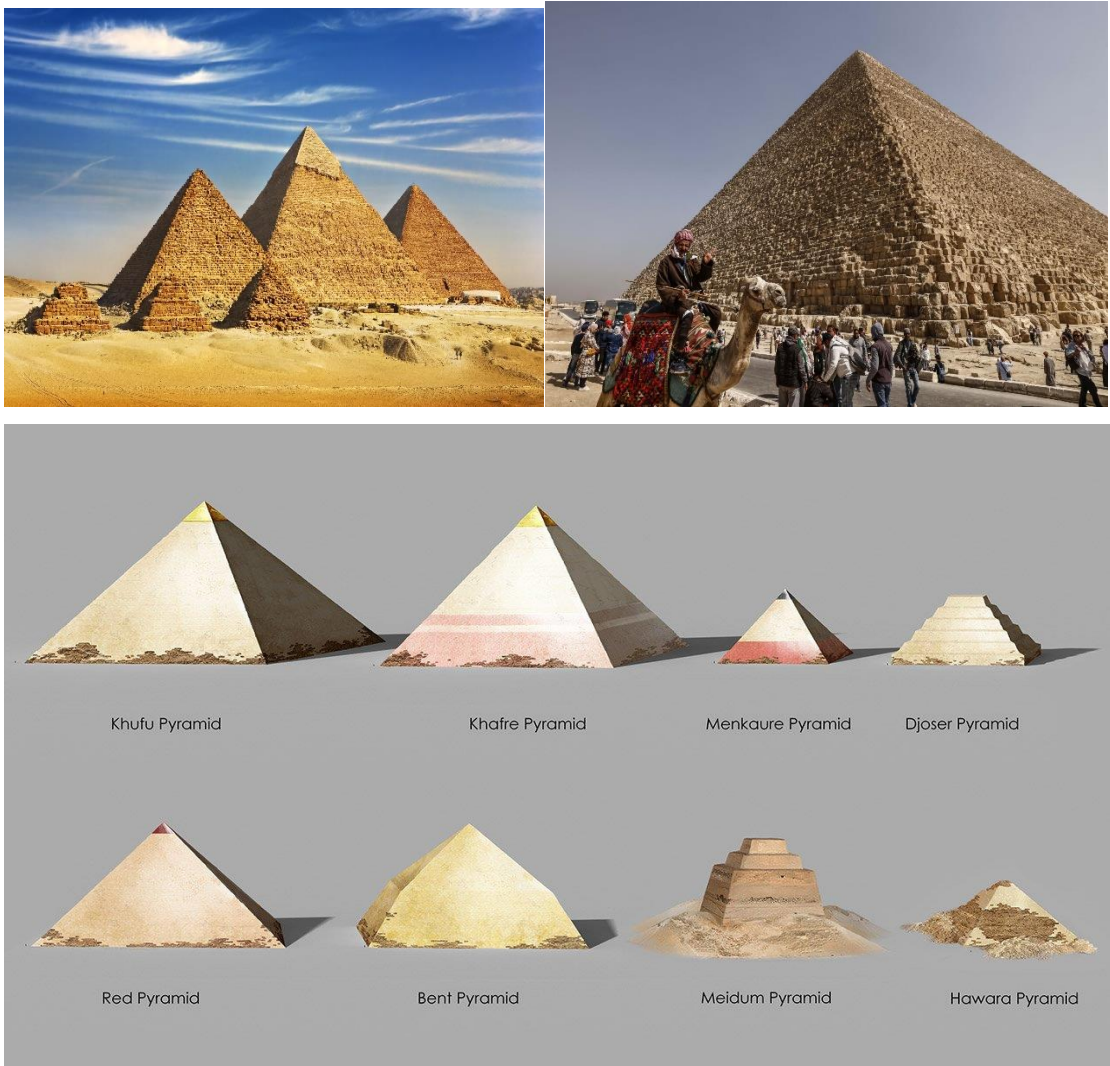 Khufu Pyramid
Khafre Pyramid
Menkaure Pyramid
Djoser Pyramid
Red Pyramid
Bent Pyramid
Meidum Pyramid
Hawara Pyramid